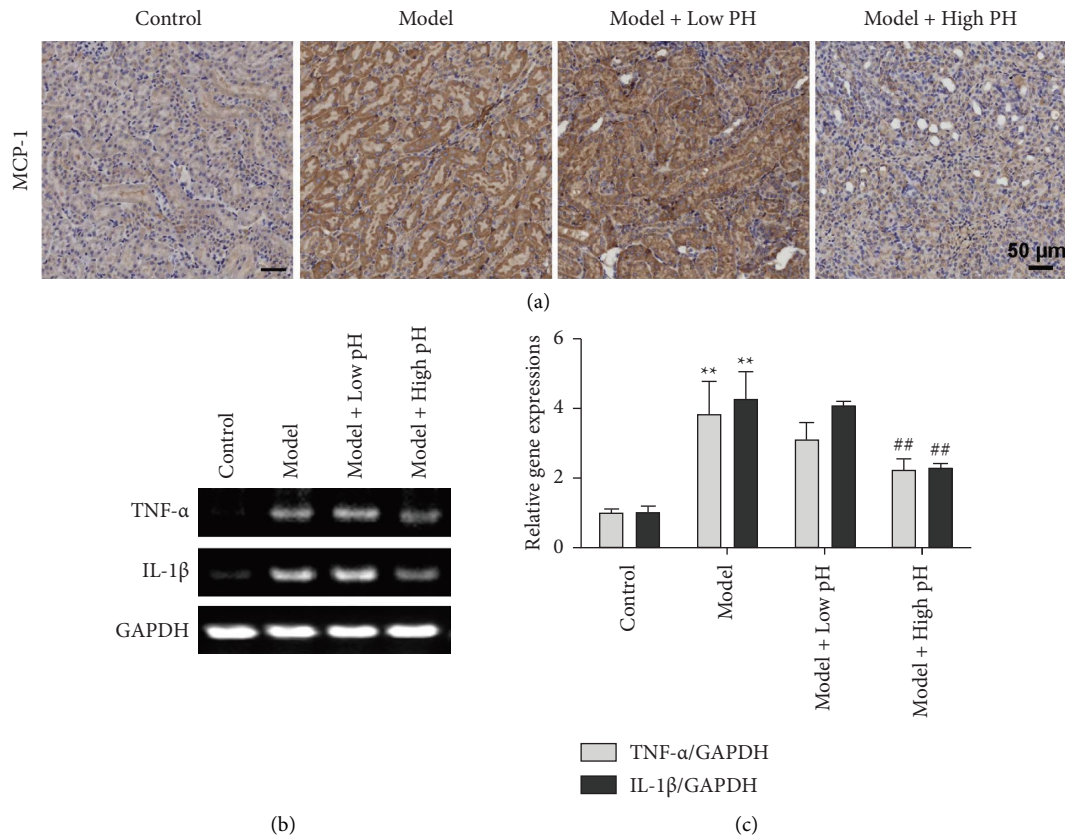 Control
Model
Model + Low PH
Model + High PH
MCP-1
50 µm
(a)
Control
Model
Model + Low pH
Model + High pH
TNF-α
IL-1β
GAPDH
(b)
Relative gene expressions
6
4
2
0
**
**
##
##
Control
Model
Model + Low pH
Model + High pH
TNF-α/GAPDH
IL-1β/GAPDH
(c)